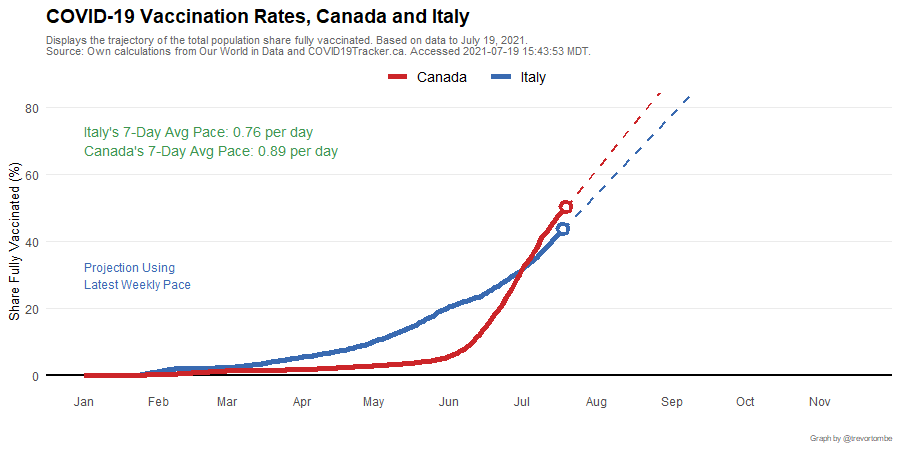 COVID-19 Vaccination Rates, Canada and Italy
Displays the trajectory of the total population share fully vaccinated. Based on data to July 19, 2021.
Source: Own calculations from Our World in Data and COVID19Tracker.ca. Accessed 2021-07-19 15:43:53 MDT.
Canada Italy
80
Italy's 7-Day Avg Pace: 0.76 per day
Canada's 7-Day Avg Pace: 0.89 per day
60
Share Fully Vaccinated (%)
40
Projection Using
Latest Weekly Pace
20
0
Jan Feb Mar Apr May Jun Jul Aug Sep Oct Nov
Graph by @trevortombe